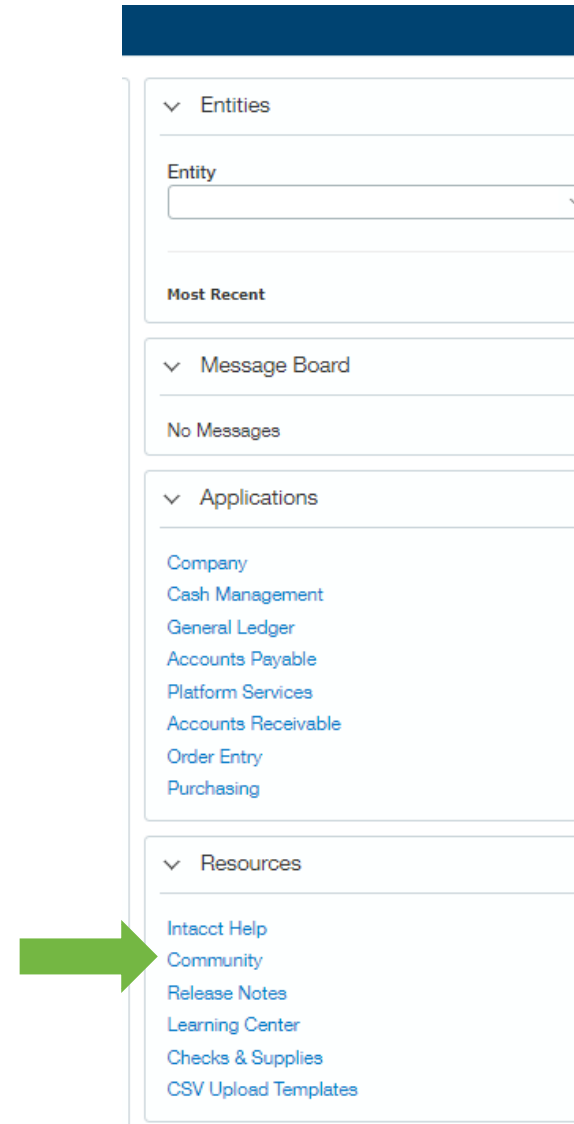 Entities
Entity
Most Recent
Message Board
No Messages
Applications
Company
Cash Management
General Ledger
Accounts Payable
Platform Services
Accounts Receivable
Order Entry
Purchasing
Resources
Intacct Help
Community
Release Notes
Learning Center
Checks & Supplies
CSV Upload Templates